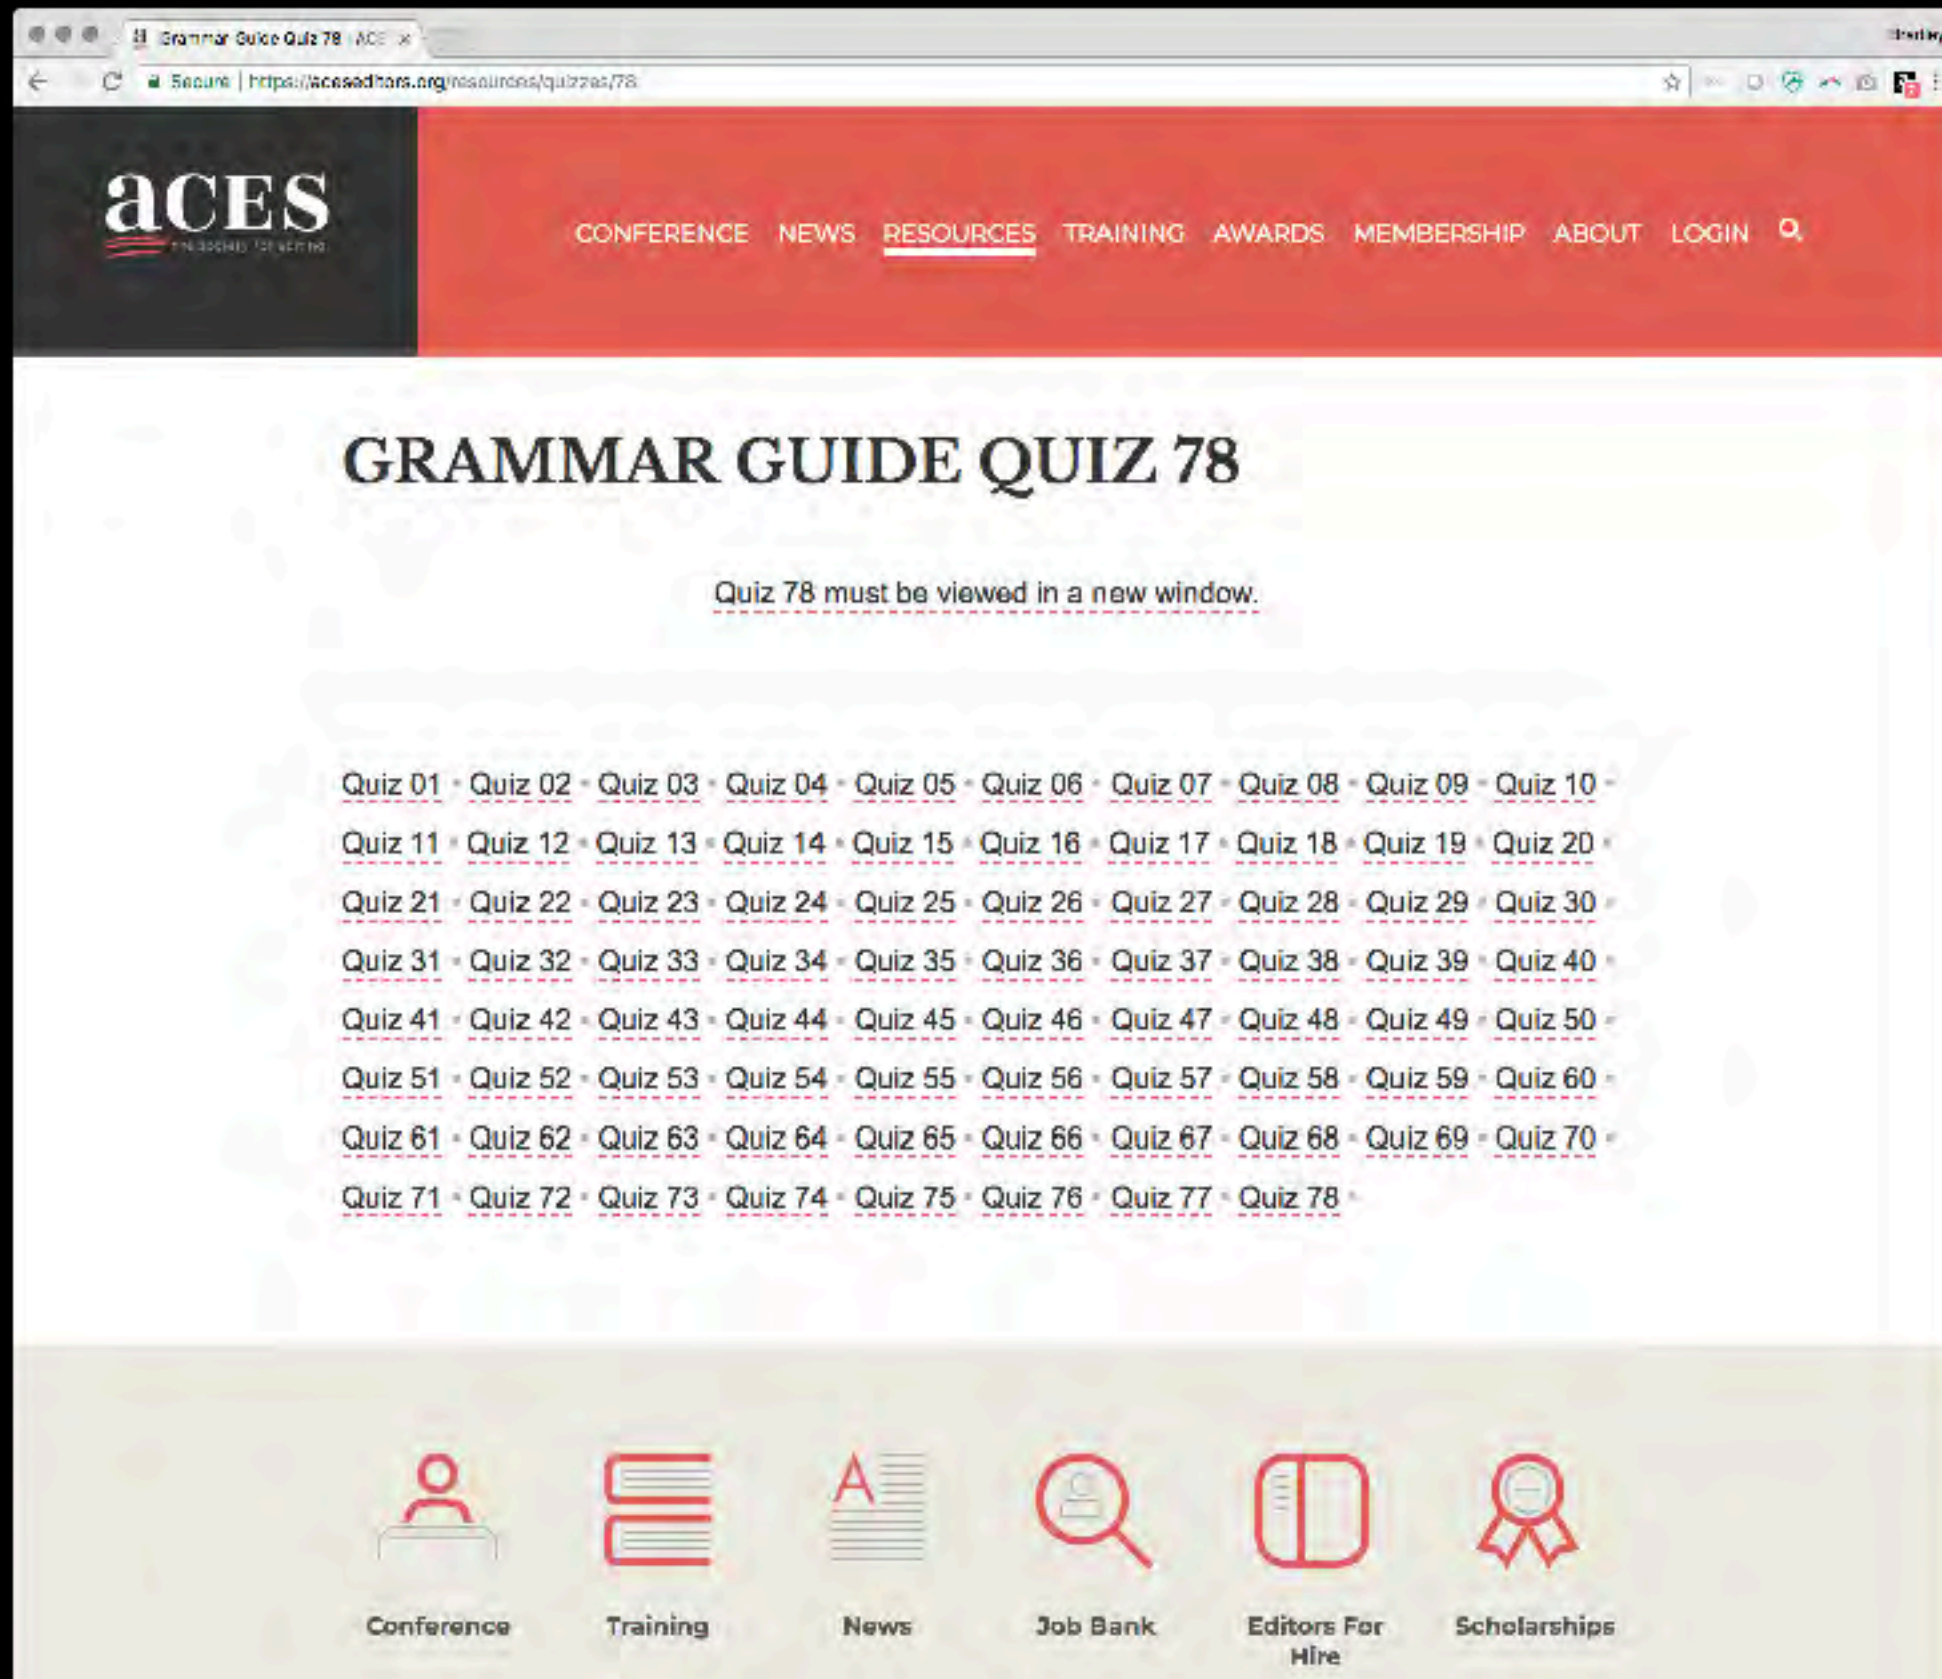 Grammar Guide Quiz 78 - ACE
Bradley
Secure | https://aceseditors.org/resources/quizzes/78
aCES
CONFERENCE NEWS RESOURCES TRAINING AWARDS MEMBERSHIP ABOUT LOGIN
GRAMMAR GUIDE QUIZ 78
Quiz 78 must be viewed in a new window.
Quiz 01 • Quiz 02 • Quiz 03 • Quiz 04 • Quiz 05 • Quiz 06 • Quiz 07 • Quiz 08 • Quiz 09 • Quiz 10 •
Quiz 11 • Quiz 12 • Quiz 13 • Quiz 14 • Quiz 15 • Quiz 16 • Quiz 17 • Quiz 18 • Quiz 19 • Quiz 20 •
Quiz 21 • Quiz 22 • Quiz 23 • Quiz 24 • Quiz 25 • Quiz 26 • Quiz 27 • Quiz 28 • Quiz 29 • Quiz 30 •
Quiz 31 • Quiz 32 • Quiz 33 • Quiz 34 • Quiz 35 • Quiz 36 • Quiz 37 • Quiz 38 • Quiz 39 • Quiz 40 •
Quiz 41 • Quiz 42 • Quiz 43 • Quiz 44 • Quiz 45 • Quiz 46 • Quiz 47 • Quiz 48 • Quiz 49 • Quiz 50 •
Quiz 51 • Quiz 52 • Quiz 53 • Quiz 54 • Quiz 55 • Quiz 56 • Quiz 57 • Quiz 58 • Quiz 59 • Quiz 60 •
Quiz 61 • Quiz 62 • Quiz 63 • Quiz 64 • Quiz 65 • Quiz 66 • Quiz 67 • Quiz 68 • Quiz 69 • Quiz 70 •
Quiz 71 • Quiz 72 • Quiz 73 • Quiz 74 • Quiz 75 • Quiz 76 • Quiz 77 • Quiz 78 •
A
Conference Training News Job Bank Editors For Scholarships
Hire